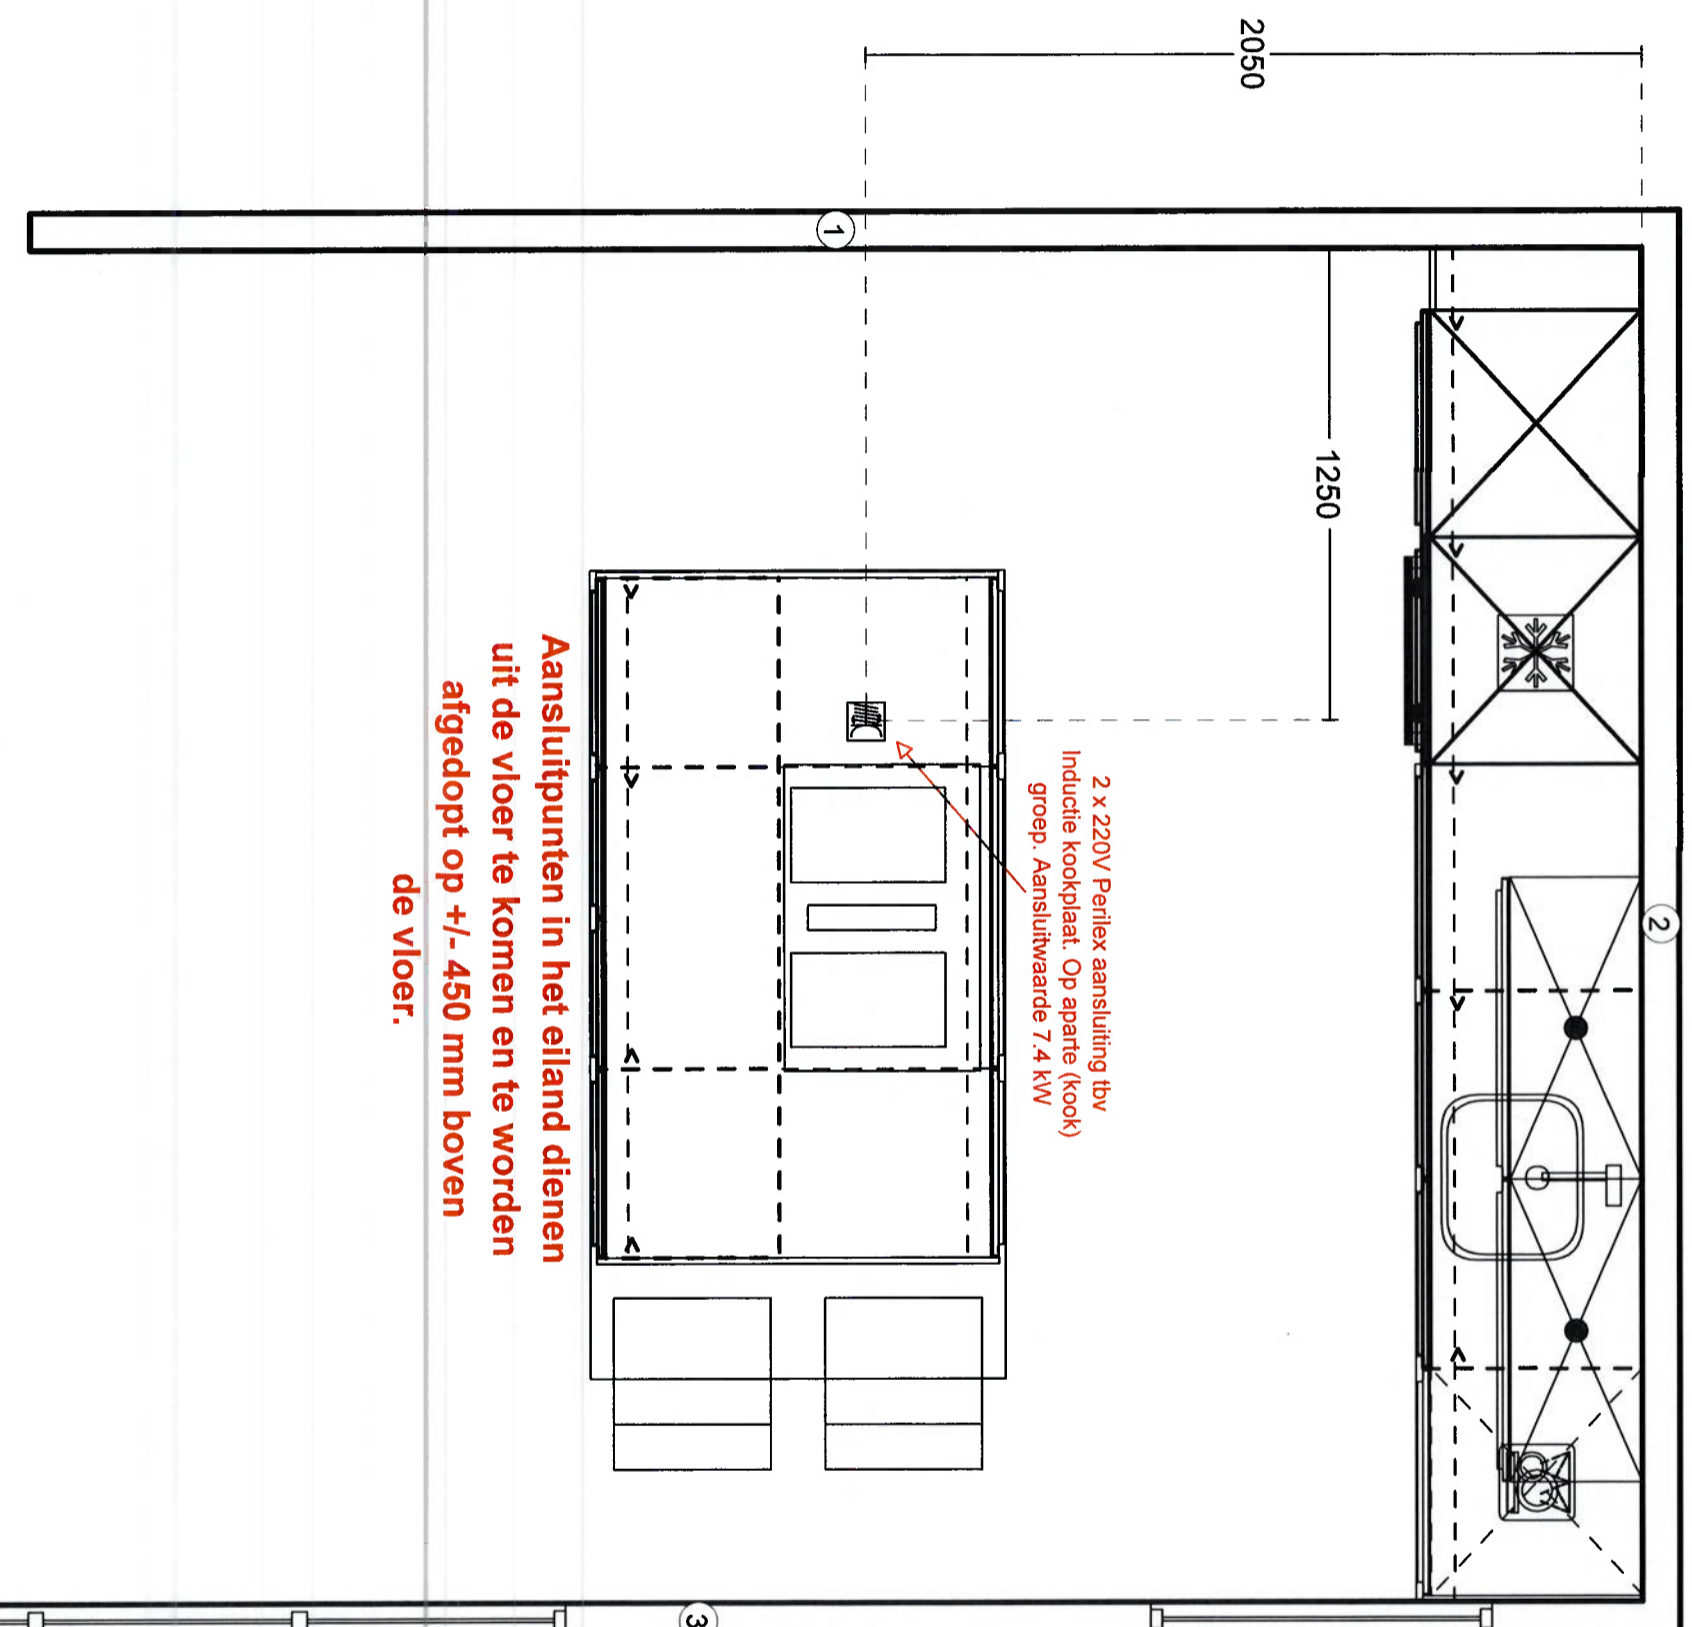 2050
1
1250
2
2 x 220V Perilex aansluiting tbv
Inductie kookplaat. Op aparte (kook)
groep. Aansluitwaarde 7.4 kW
Aansluitpunten in het eiland dienen
uit de vloer te komen en te worden
afgedopt op +/- 450 mm boven
de vloer.
3